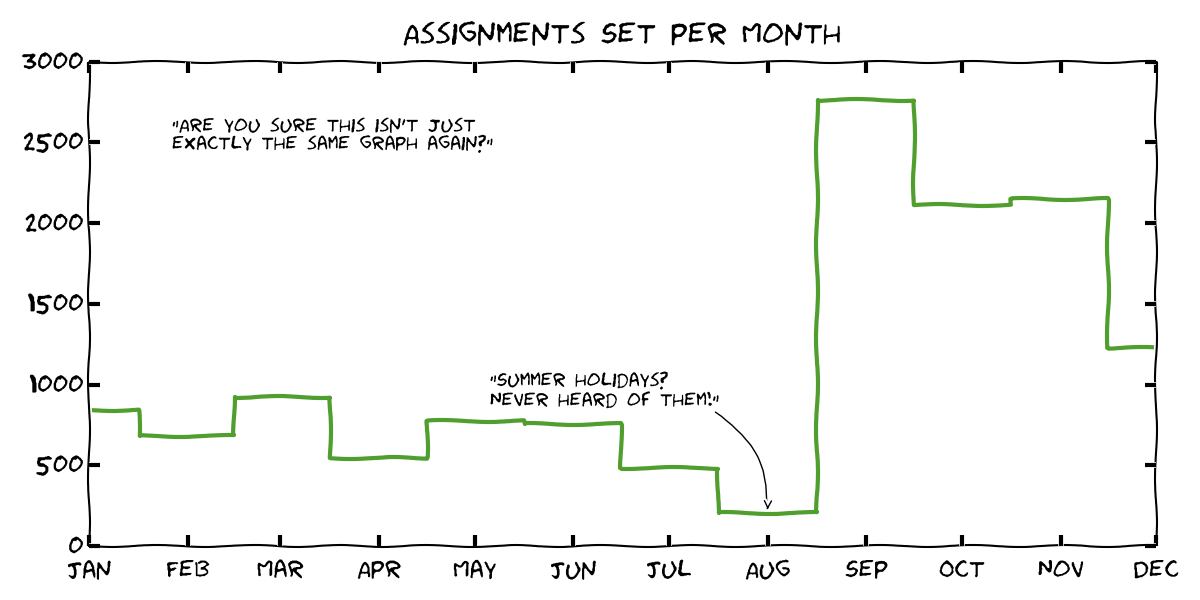 ASSIGNMENTS SET PER MONTH
3000
"ARE YOU SURE THIS ISN'T JUST
EXACTLY THE SAME GRAPH AGAIN?"
2500
2000
1500
1000
"SUMMER HOLIDAYS?
NEVER HEARD OF THEM!"
500
0
JAN FEB MAR APR MAY JUN JUL AUG SEP OCT NOV DEC